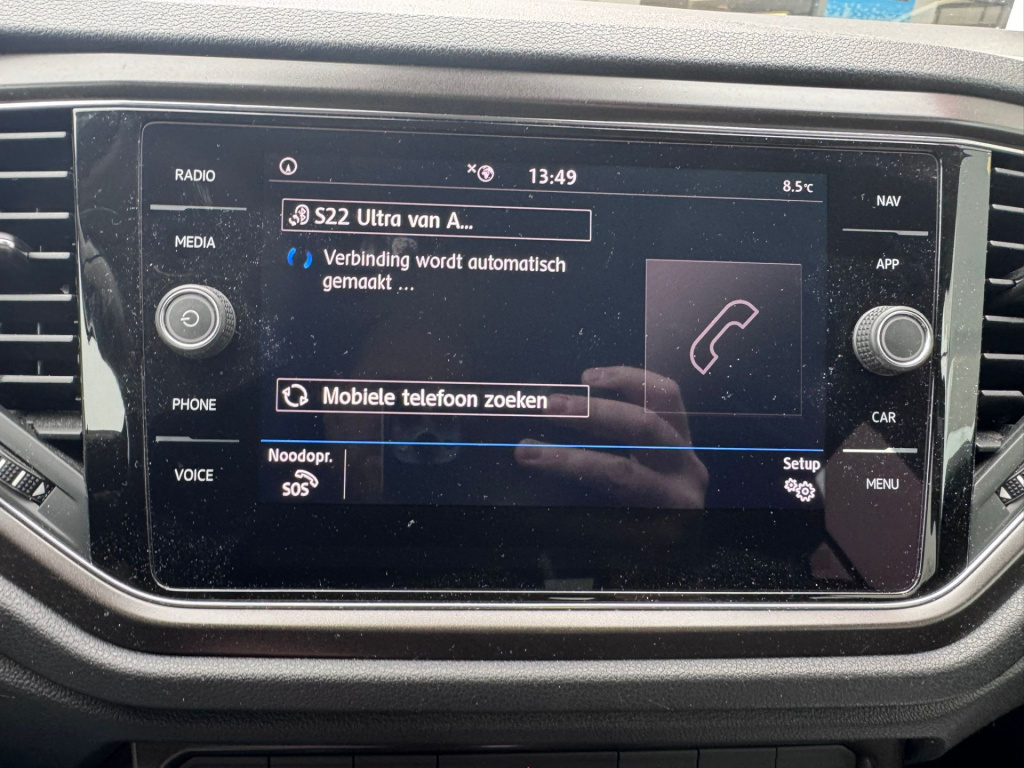 RADIO
MEDIA
PHONE
VOICE
13:49
8.5°C
S22 Ultra van A...
Verbinding wordt automatisch
gemaakt ...
Mobiele telefoon zoeken
Noodopr.
SOS
Setup
NAV
APP
CAR
MENU